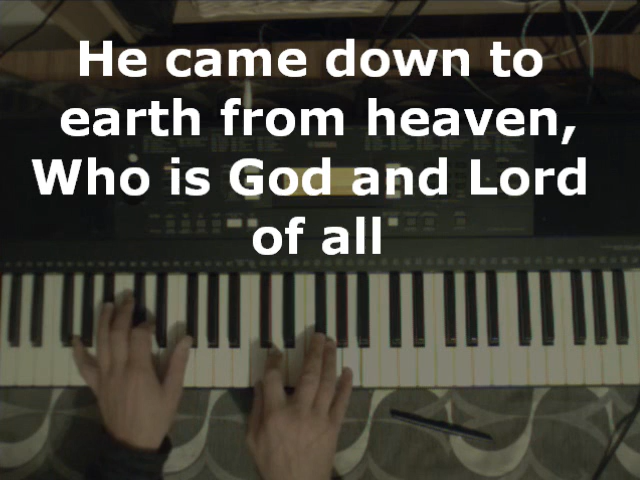 He came down to
earth from heaven,
Who is God and Lord
of all